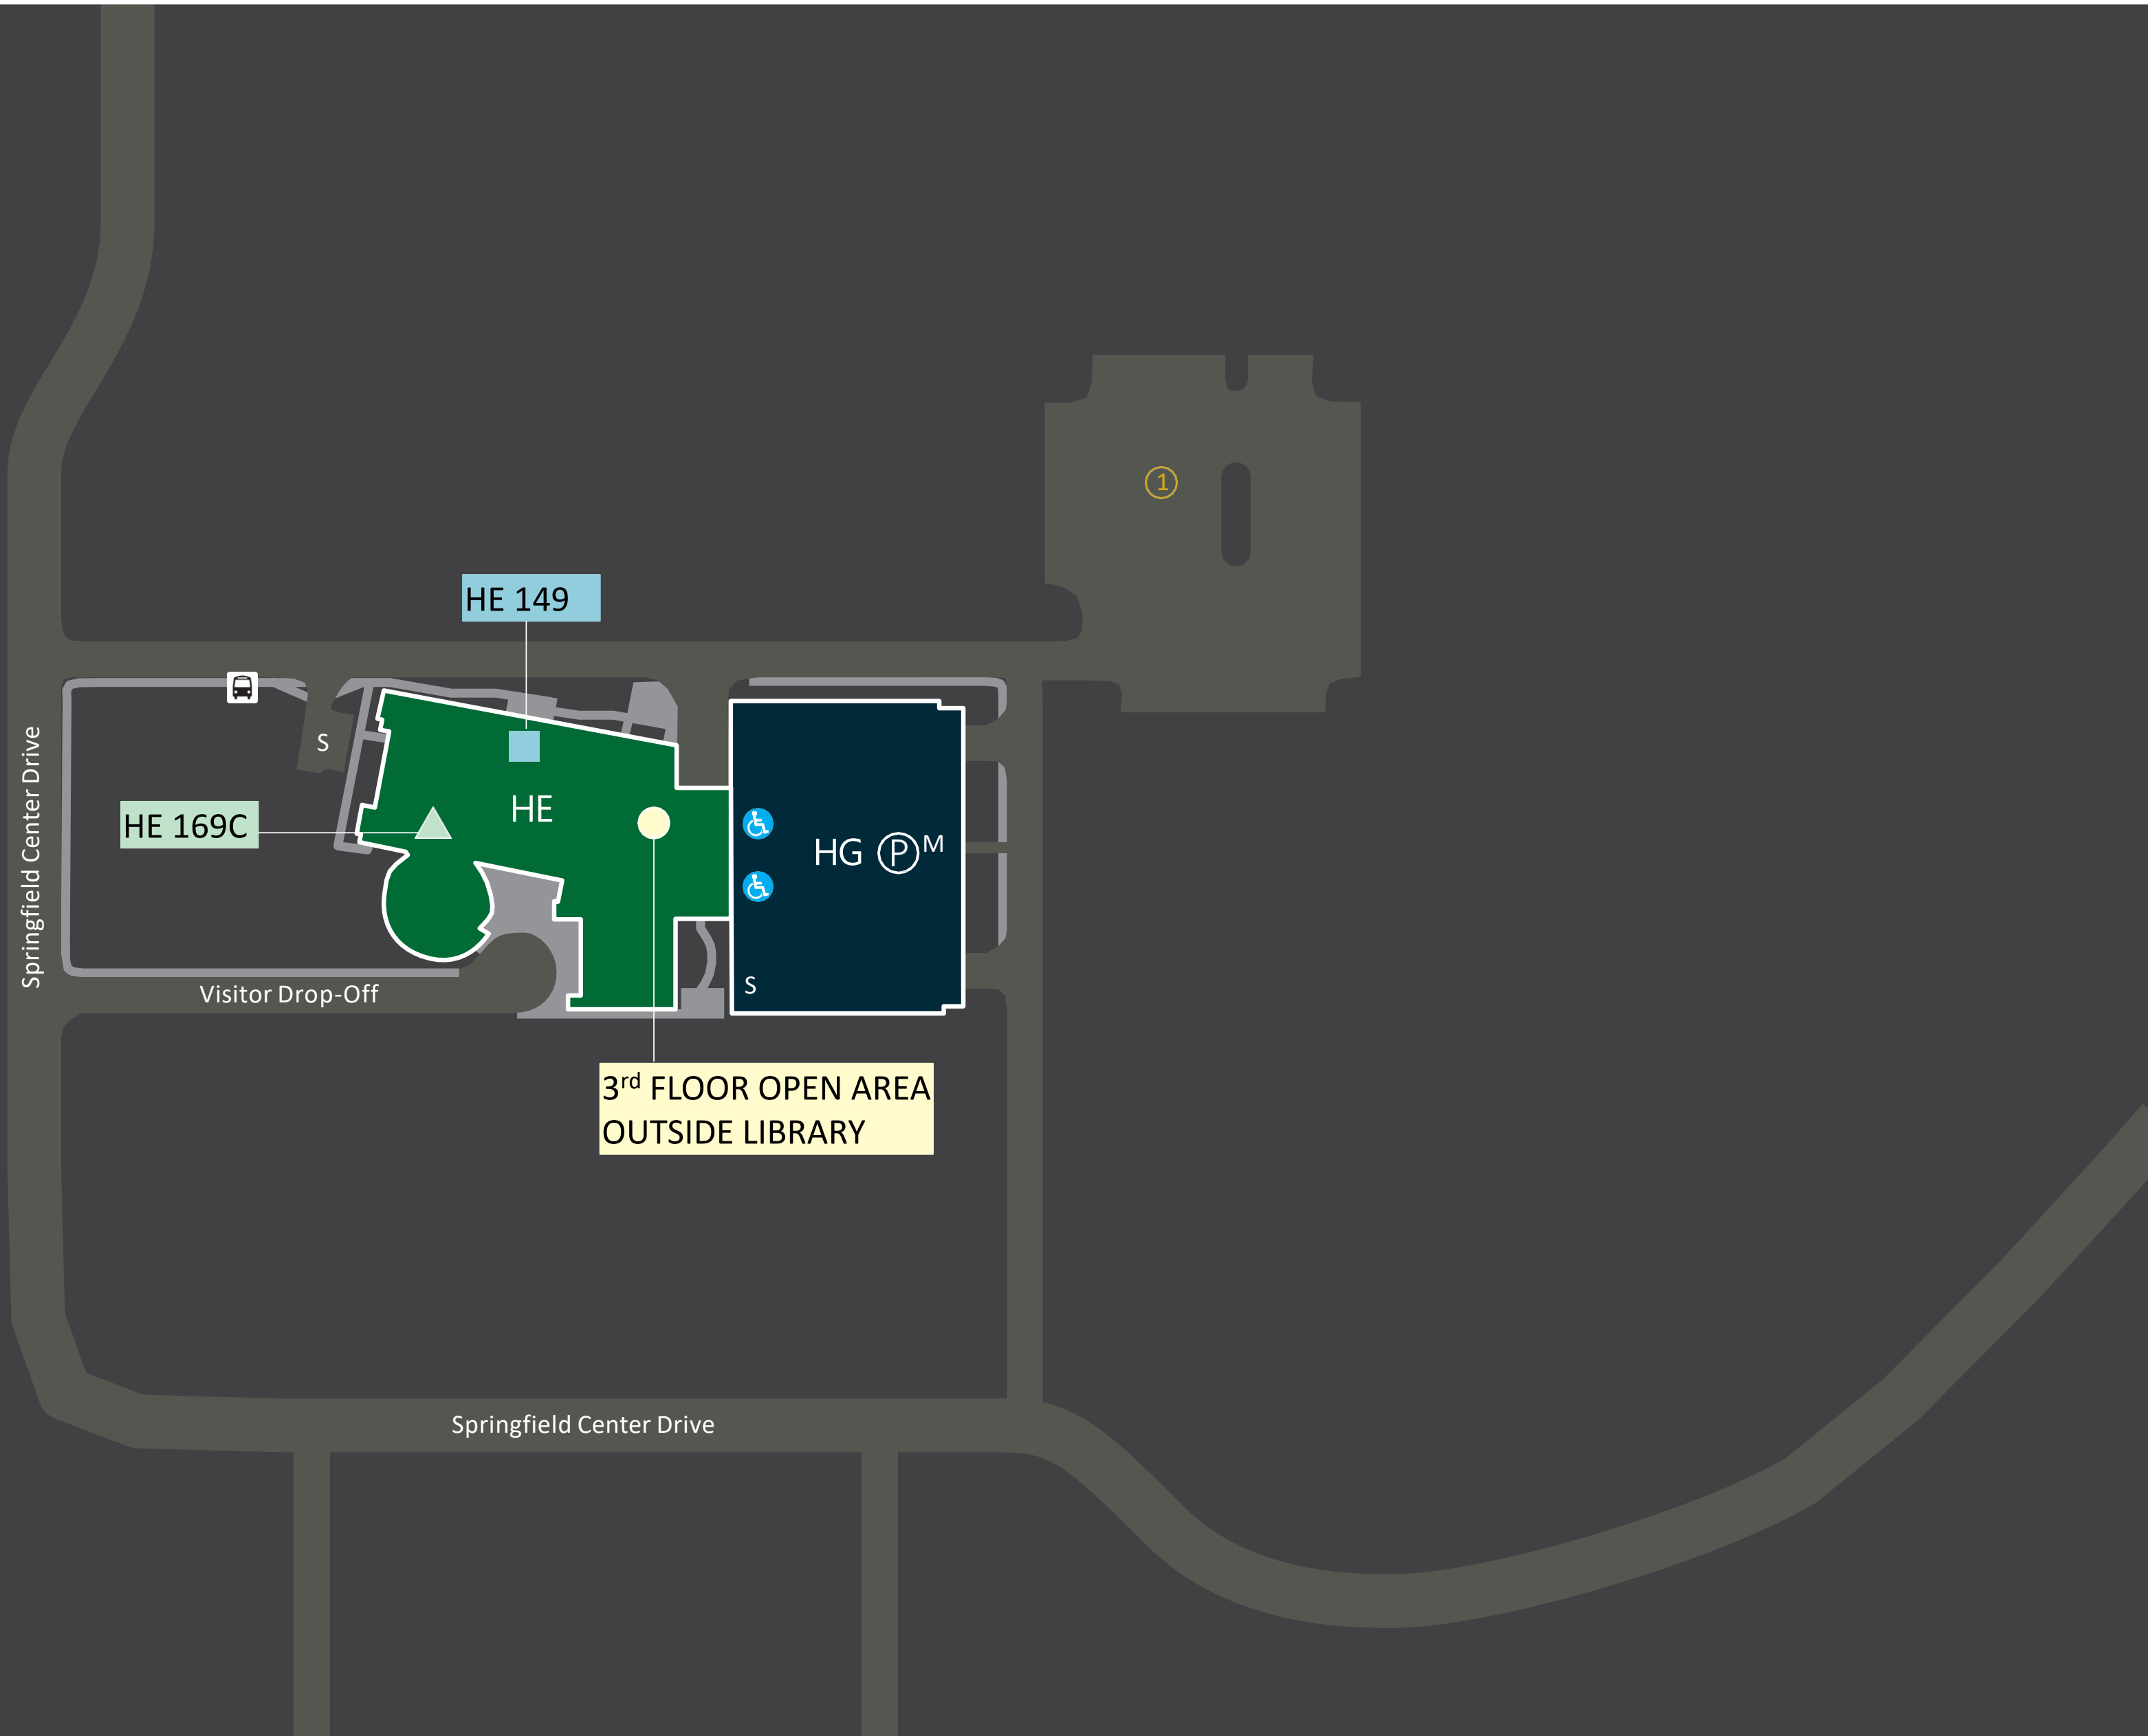 1
HE 149
S
HE
HE 169C
HG P M
Springfield Center Drive
S
Visitor Drop-Off
3rd FLOOR OPEN AREA
OUTSIDE LIBRARY
Springfield Center Drive